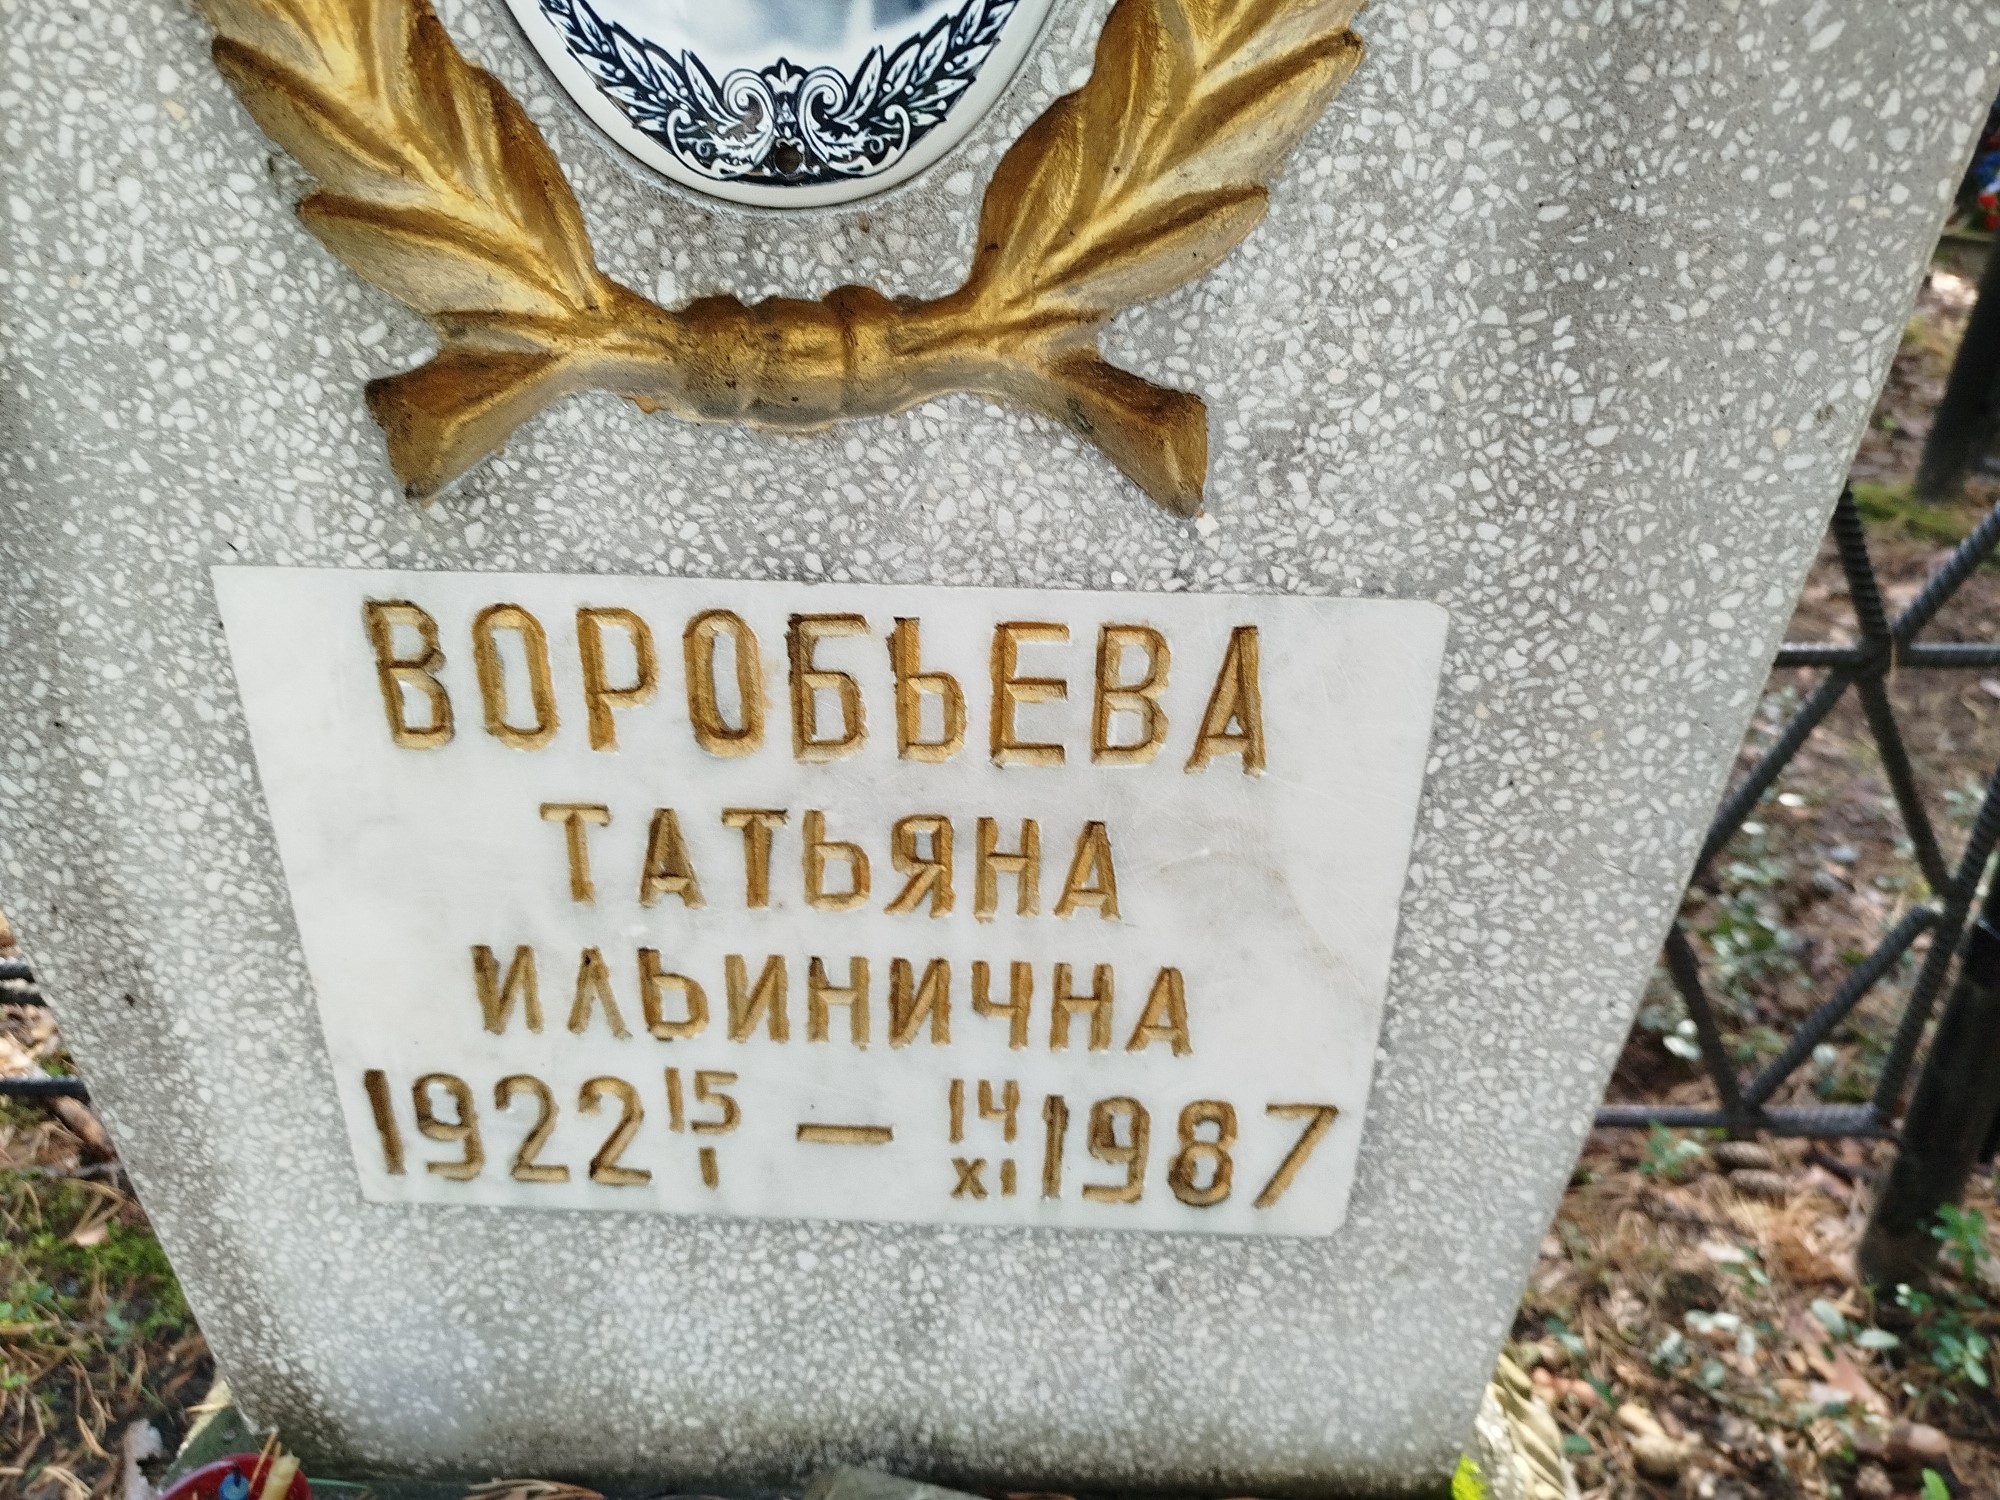 ВОРОБЬЕВА
ТАТЬЯНА
ИЛЬИНИЧНА
1922 15/I — 14/XI 1987